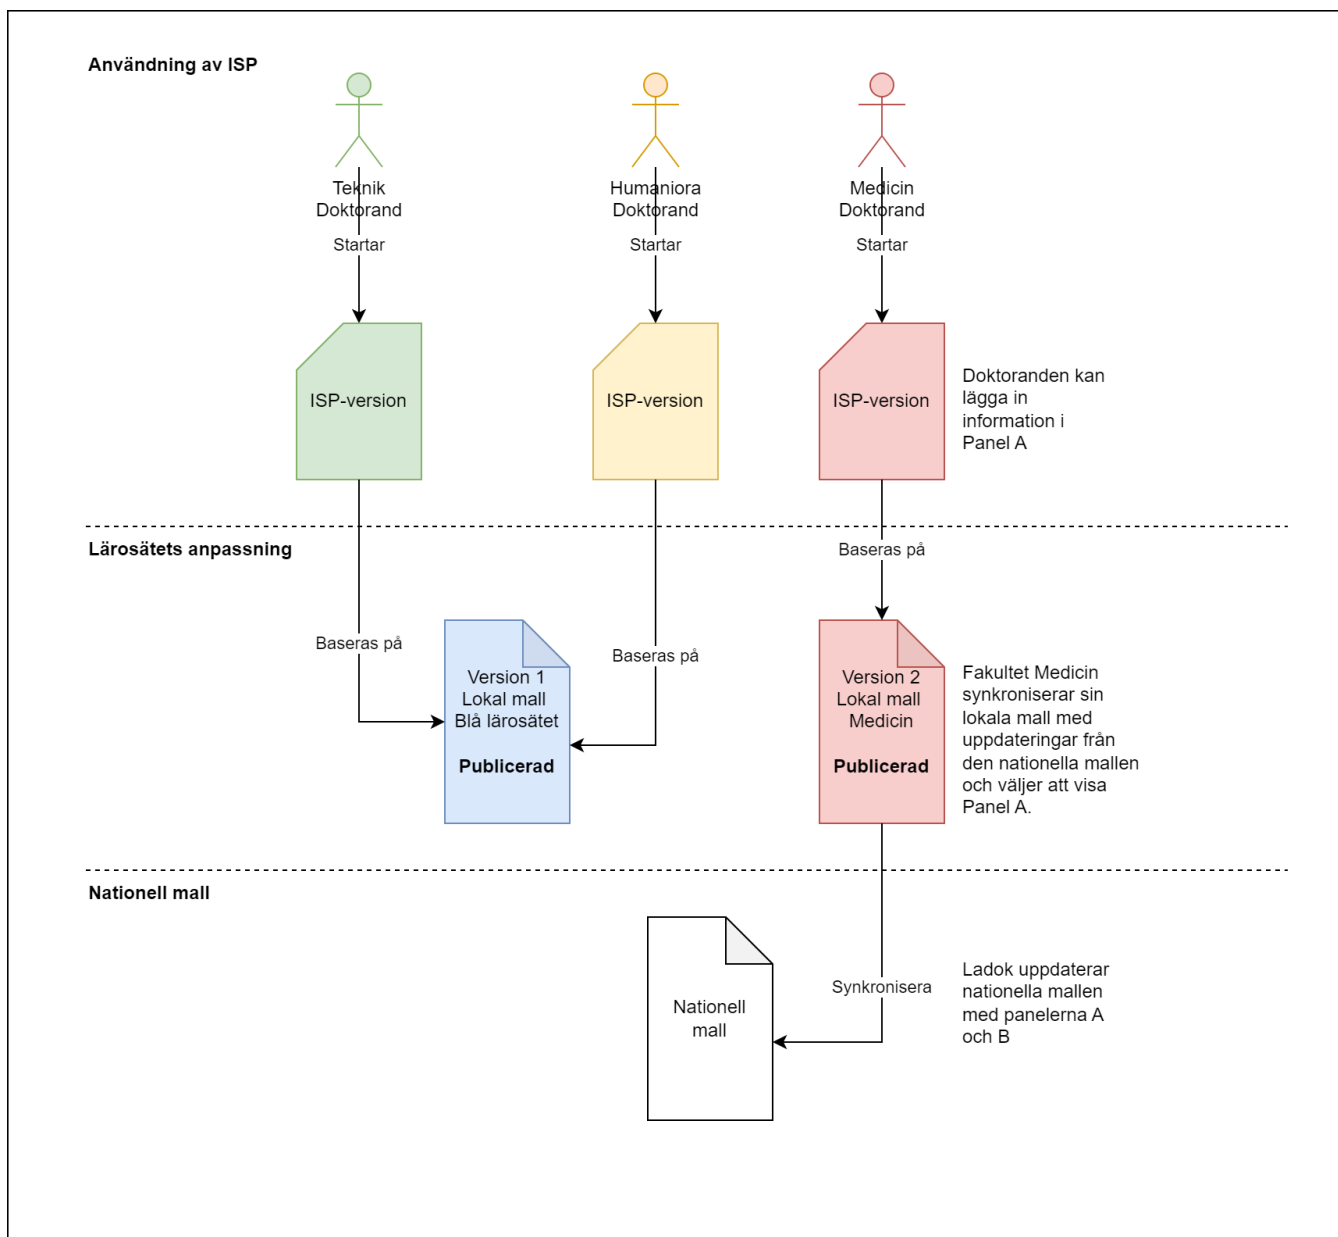 Användning av ISP
Teknik
Doktorand
Humaniora
Doktorand
Medicin
Doktorand
Startar
Startar
Startar
ISP-version
ISP-version
ISP-version
Doktoranden kan
lägga in
information i
Panel A
Lärosätets anpassning
Baseras på
Baseras på
Baseras på
Version 1
Lokal mall
Blå lärosätet
Publicerad
Version 2
Lokal mall
Medicin
Publicerad
Fakultet Medicin
synkroniserar sin
lokala mall med
uppdateringar från
den nationella mallen
och väljer att visa
Panel A.
Nationell mall
Nationell
mall
Synkronisera
Ladok uppdaterar
nationella mallen
med panelerna A
och B